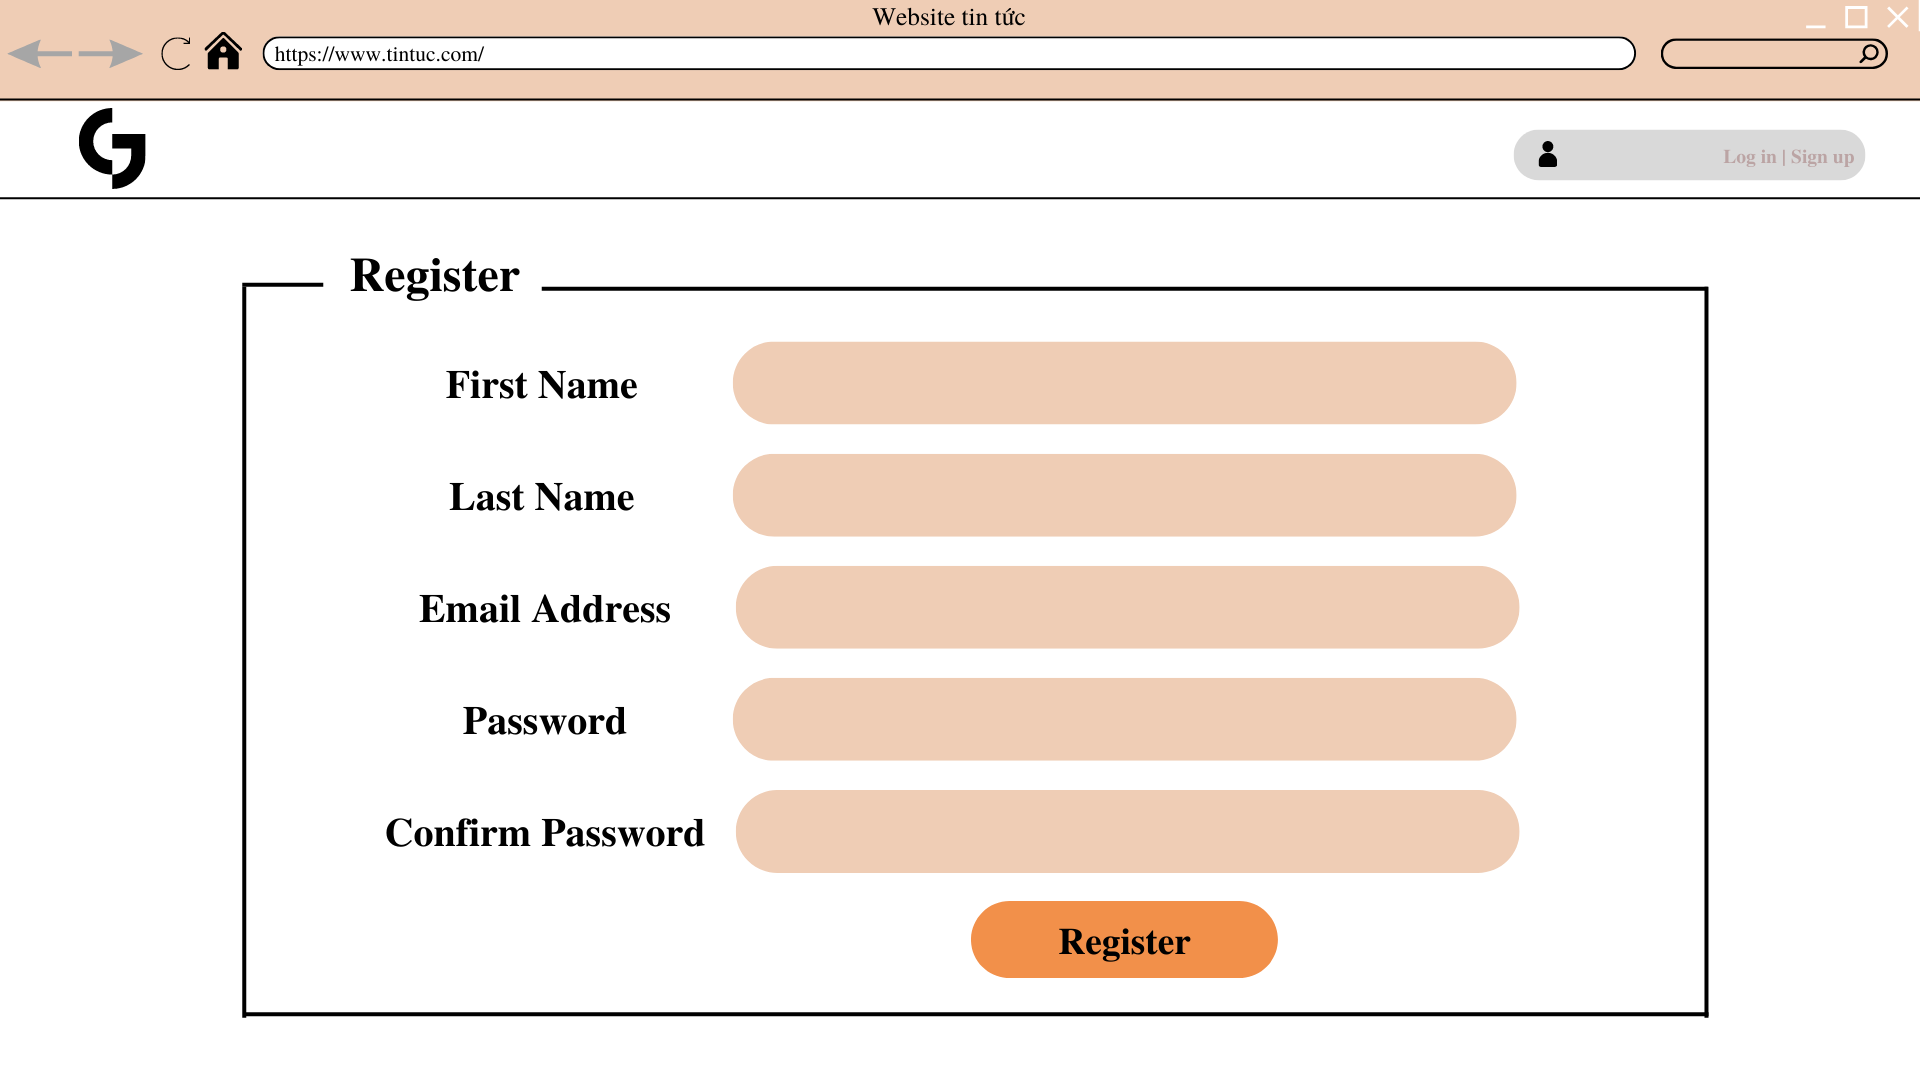 Website tin tức
https://www.tintuc.com/
Log in | Sign up
Register
First Name
Last Name
Email Address
Password
Confirm Password
Register